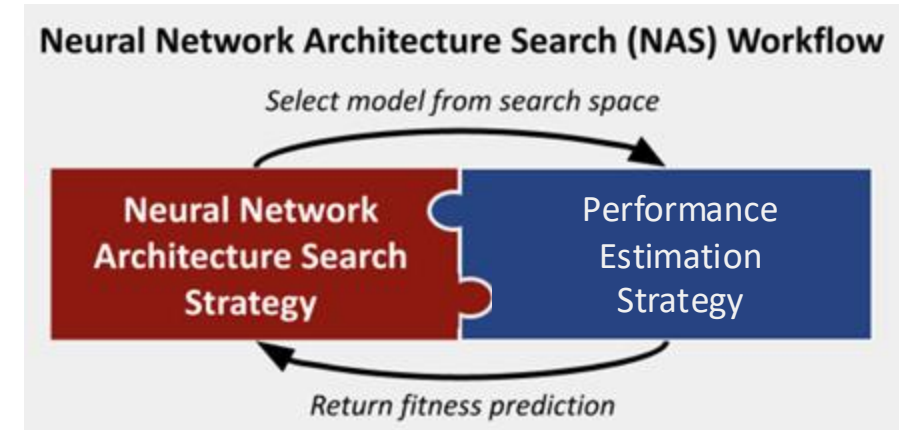 Neural Network Architecture Search (NAS) Workflow
Select model from search space
Neural Network
Architecture Search
Strategy
Performance
Estimation
Strategy
Return fitness prediction